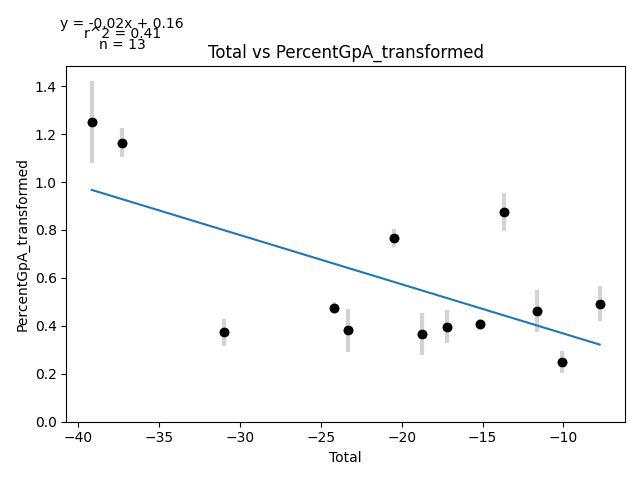 y = -0.02x + 0.16
r^2 = 0.41
n = 13
Total vs PercentGpA_transformed
PercentGpA_transformed
1.4
1.2
1.0
0.8
0.6
0.4
0.2
0.0
−40 −35 −30 −25 −20 −15 −10
Total